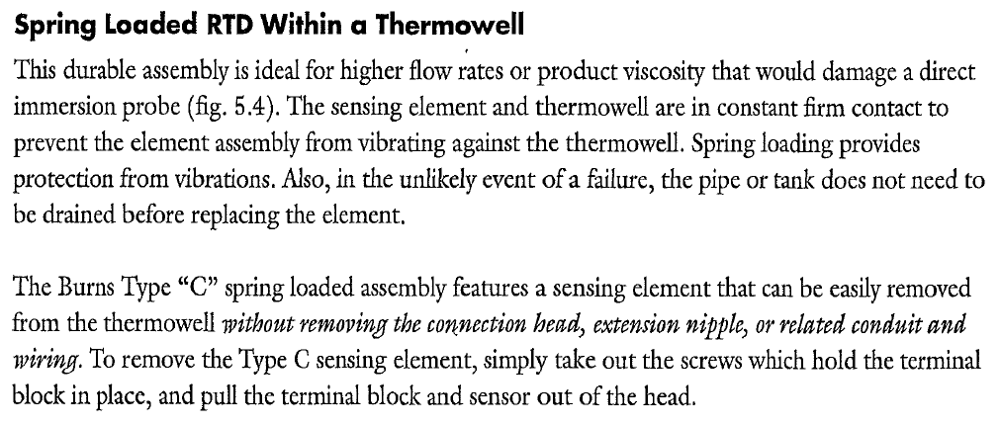 Spring Loaded RTD Within a Thermowell
This durable assembly is ideal for higher flow rates or product viscosity that would damage a direct
immersion probe (fig. 5.4). The sensing element and thermowell are in constant firm contact to
prevent the element assembly from vibrating against the thermowell. Spring loading provides
protection from vibrations. Also, in the unlikely event of a failure, the pipe or tank does not need to
be drained before replacing the element.
The Burns Type “C” spring loaded assembly features a sensing element that can be easily removed
from the thermowell without removing the connection head, extension nipple, or related conduit and
wiring. To remove the Type C sensing element, simply take out the screws which hold the terminal
block in place, and pull the terminal block and sensor out of the head.